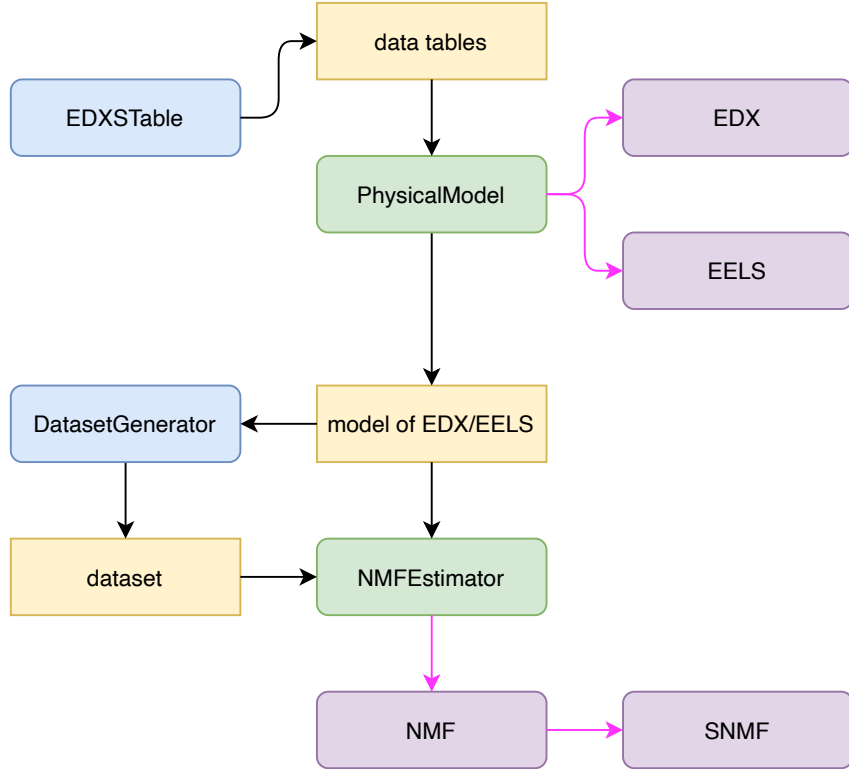 data tables
EDXSTable
EDX
PhysicalModel
EELS
DatasetGenerator
model of EDX/EELS
dataset
NMFEstimator
NMF
SNMF